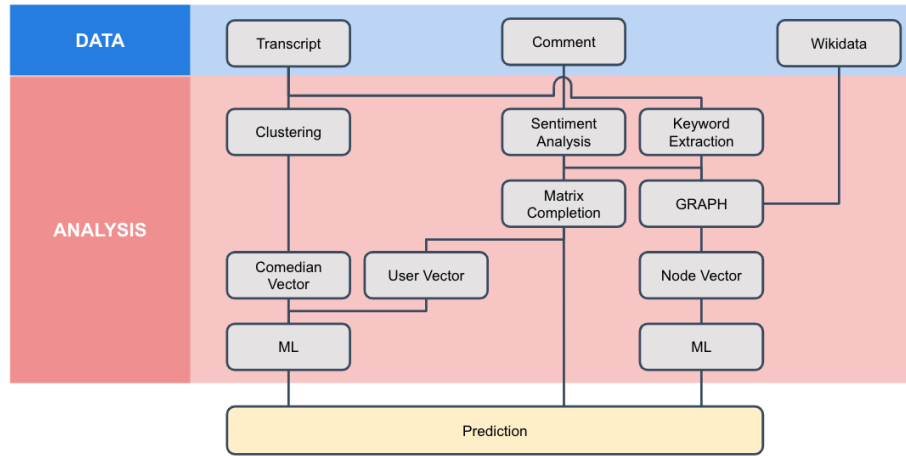 DATA
Transcript
Comment
Wikidata
ANALYSIS
Clustering
Sentiment
Analysis
Keyword
Extraction
Matrix
Completion
GRAPH
Comedian
Vector
User Vector
Node Vector
ML
ML
Prediction